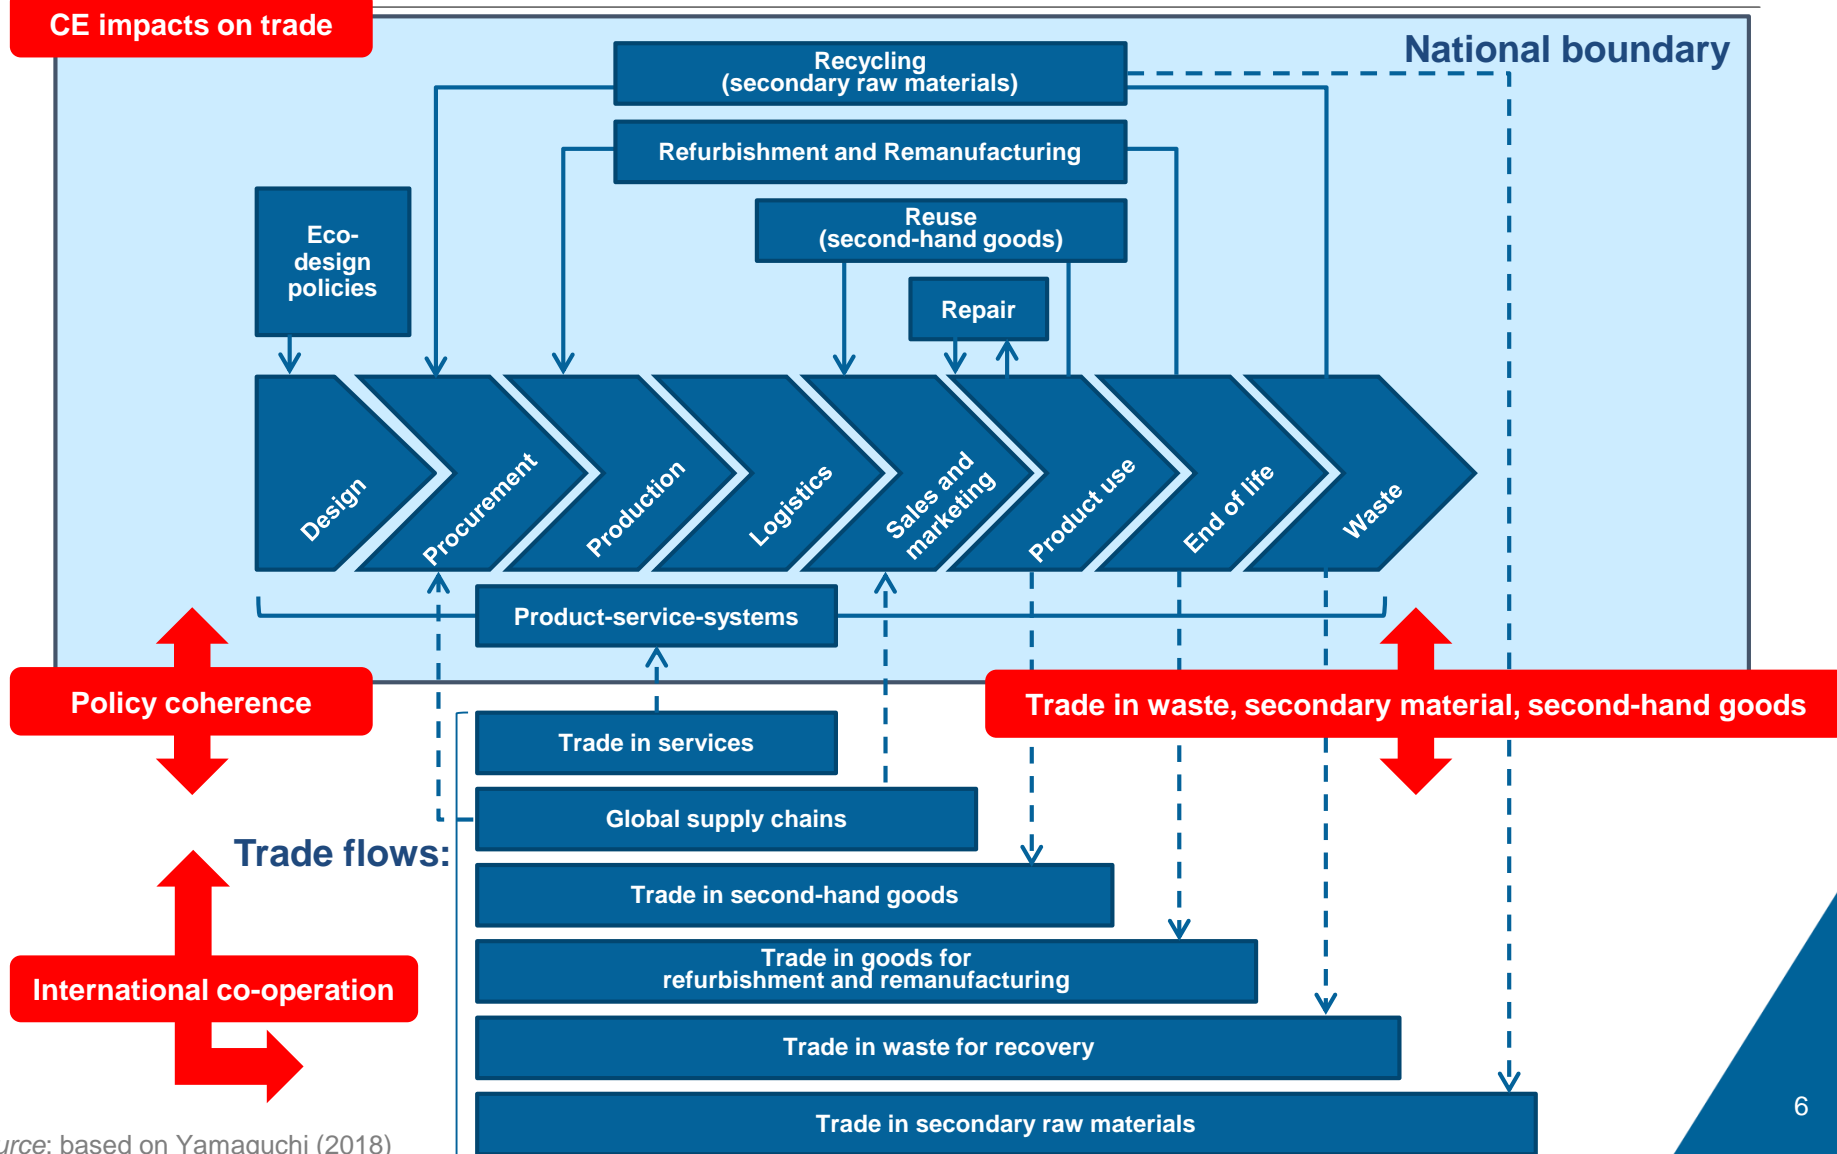 CE impacts on trade
National boundary
Recycling
(secondary raw materials)
Refurbishment and Remanufacturing
Reuse
(second-hand goods)
Eco-
design
policies
Repair
Design
Procurement
Production
Logistics
Sales and
marketing
Product use
End of life
Waste
Product-service-systems
Policy coherence
Trade in waste, secondary material, second-hand goods
Trade in services
Global supply chains
Trade flows:
Trade in second-hand goods
Trade in goods for
refurbishment and remanufacturing
International co-operation
Trade in waste for recovery
Trade in secondary raw materials
6
urce: based on Yamaguchi (2018)